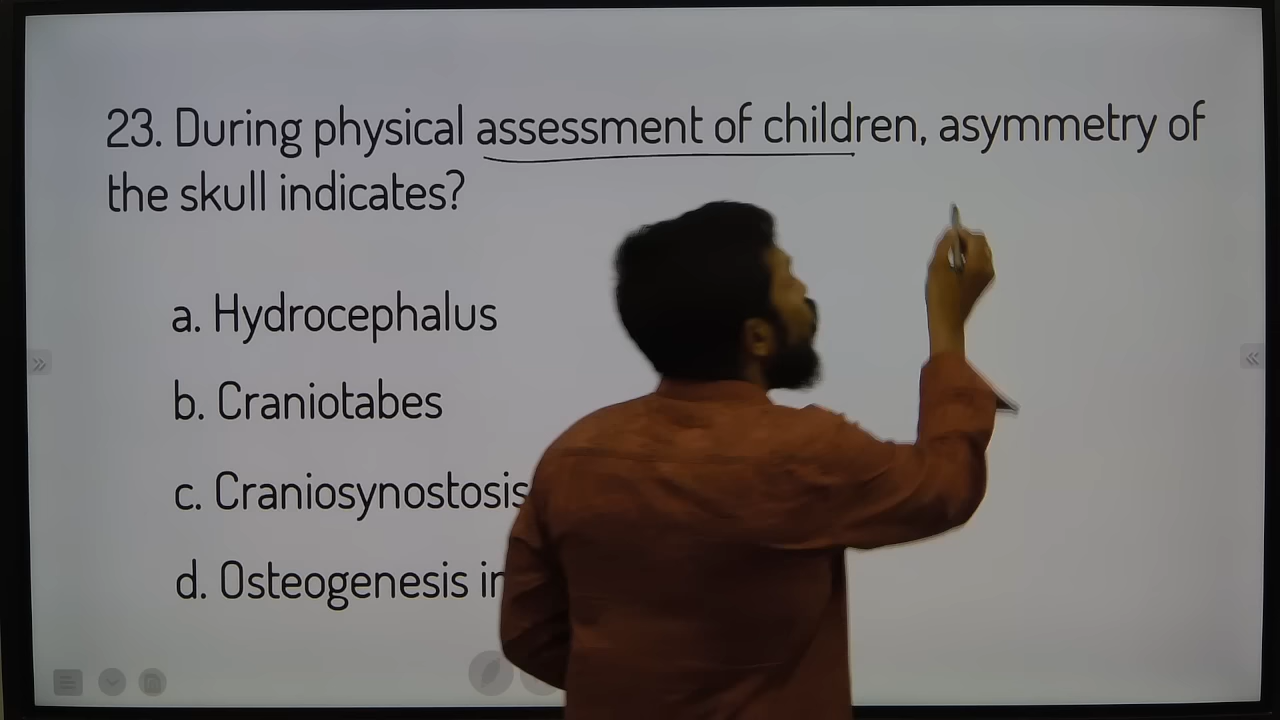 23. During physical assessment of children, asymmetry of
the skull indicates?
a. Hydrocephalus
b. Craniotabes
c. Craniosynostosis
d. Osteogenesis